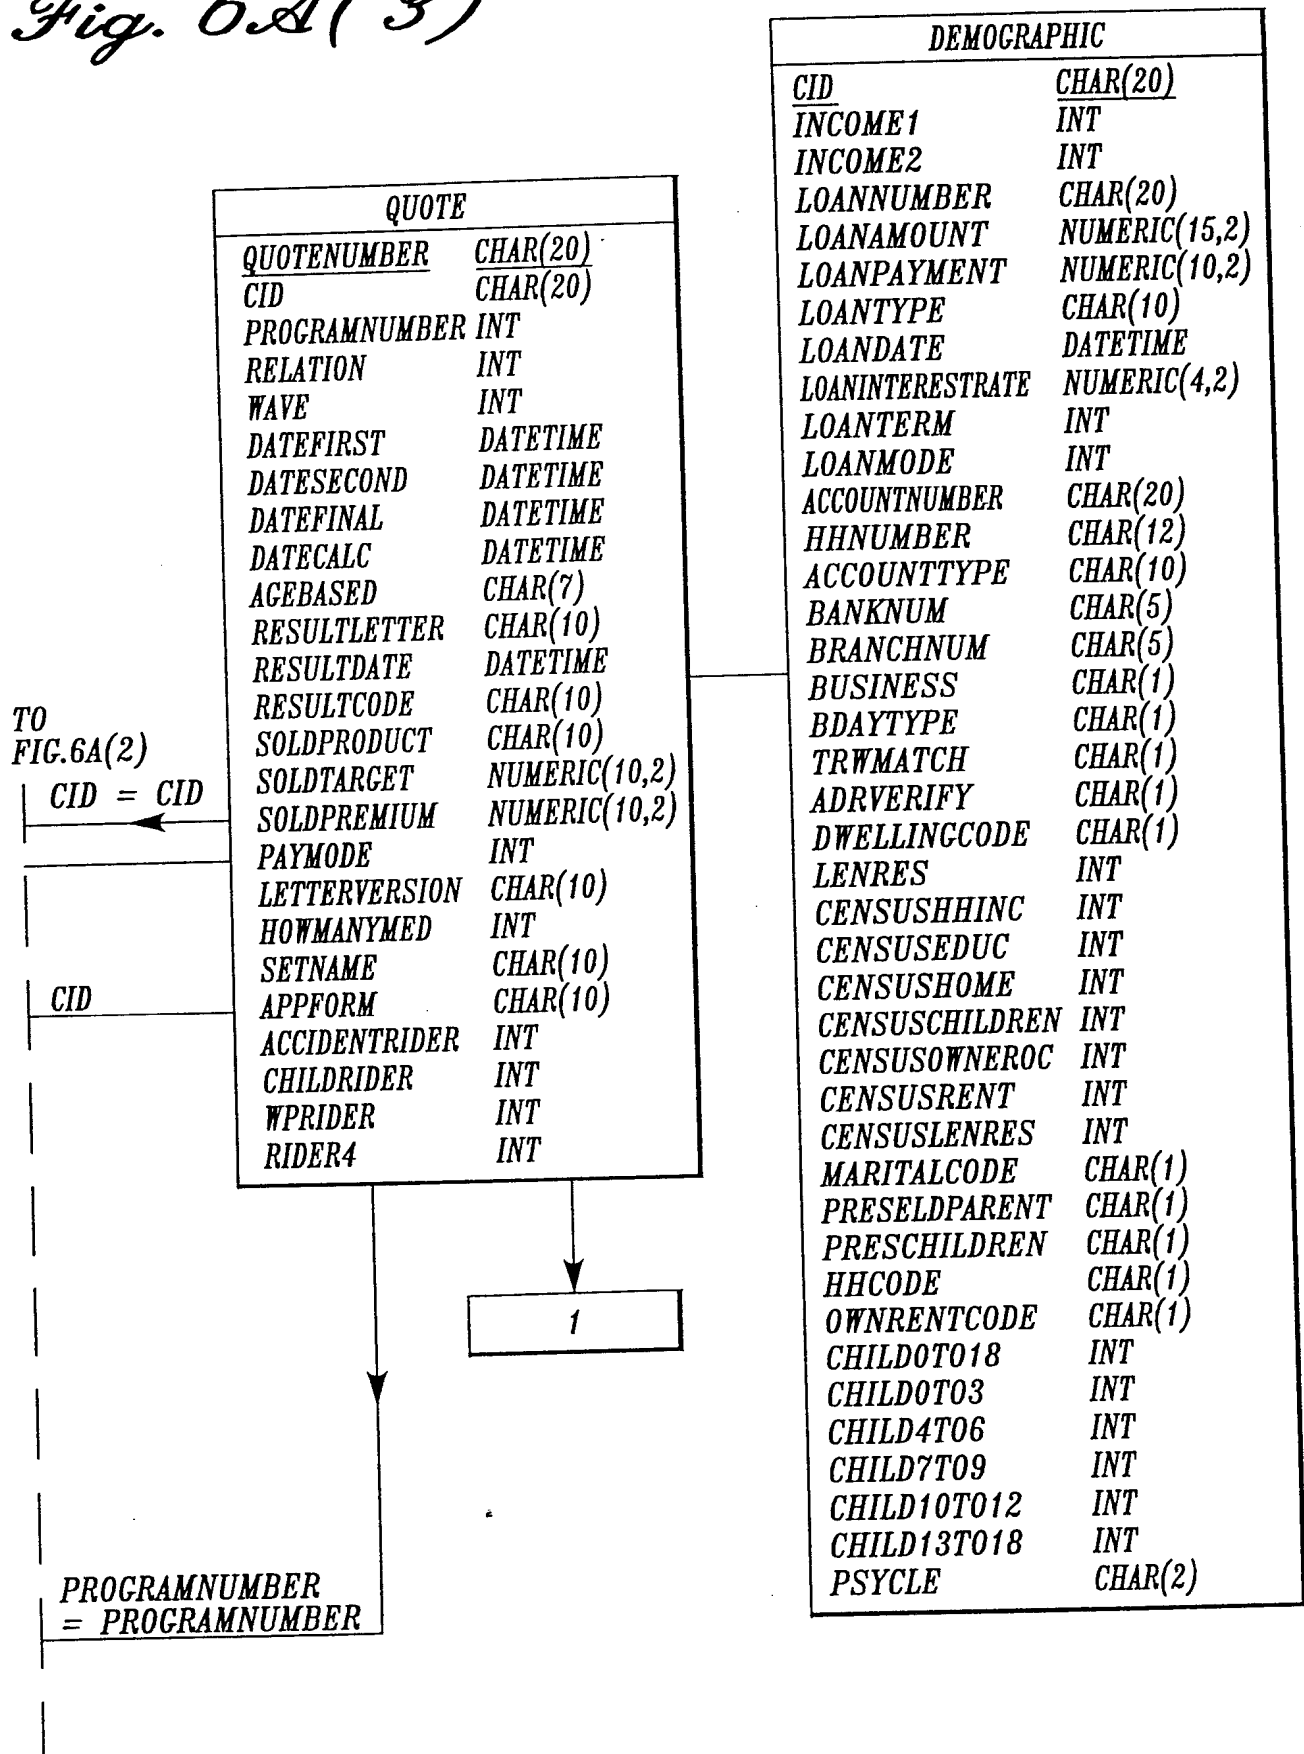 Fig. 6A(3)
QUOTE
QUOTENUMBER CHAR(20)
CID CHAR(20)
PROGRAMNUMBER INT
RELATION INT
WAVE INT
DATEFIRST DATETIME
DATESECOND DATETIME
DATEFINAL DATETIME
DATECALC DATETIME
AGEBASED CHAR(7)
RESULTLETTER CHAR(10)
RESULTDATE DATETIME
RESULTCODE CHAR(10)
SOLDPRODUCT CHAR(10)
SOLDTARGET NUMERIC(10,2)
SOLDPREMIUM NUMERIC(10,2)
PAYMODE INT
LETTERVERSION CHAR(10)
HOWMANYMED INT
SETNAME CHAR(10)
APPFORM CHAR(10)
ACCIDENTRIDER INT
CHILDRIDER INT
WPRIDER INT
RIDER4 INT
TO
FIG.6A(2)
CID = CID
CID
1
PROGRAMNUMBER
= PROGRAMNUMBER
DEMOGRAPHIC
CID CHAR(20)
INCOME1 INT
INCOME2 INT
LOANNUMBER CHAR(20)
LOANAMOUNT NUMERIC(15,2)
LOANPAYMENT NUMERIC(10,2)
LOANTYPE CHAR(10)
LOANDATE DATETIME
LOANINTERESTRATE NUMERIC(4,2)
LOANTERM INT
LOANMODE INT
ACCOUNTNUMBER CHAR(20)
HHNUMBER CHAR(12)
ACCOUNTTYPE CHAR(10)
BANKNUM CHAR(5)
BRANCHNUM CHAR(5)
BUSINESS CHAR(1)
BDAYTYPE CHAR(1)
TRWMATCH CHAR(1)
ADRVERIFY CHAR(1)
DWELLINGCODE CHAR(1)
LENRES INT
CENSUSHHINC INT
CENSUSEDUC INT
CENSUSHOME INT
CENSUSCHILDREN INT
CENSUSOWNEROC INT
CENSUSRENT INT
CENSUSLENRES INT
MARITALCODE CHAR(1)
PRESELDPARENT CHAR(1)
PRESCHILDREN CHAR(1)
HHCODE CHAR(1)
OWNRENTCODE CHAR(1)
CHILD0TO18 INT
CHILD0TO3 INT
CHILD4TO6 INT
CHILD7TO9 INT
CHILD10TO12 INT
CHILD13TO18 INT
PSYCLE CHAR(2)